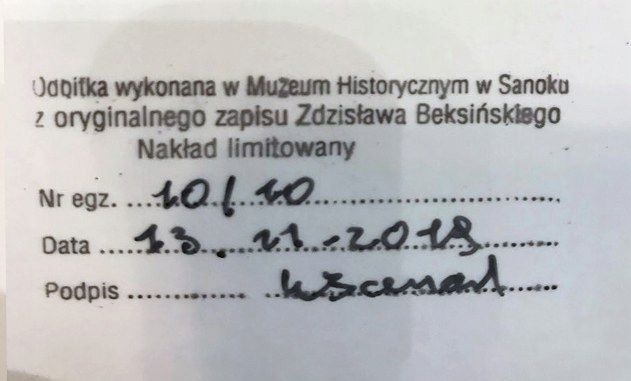 Odbitka wykonana w Muzeum Historycznym w Sanoku
z oryginalnego zapisu Zdzisława Beksińskiego
Nakład limitowany
Nr egz. ....10/10....................................
Data .....13.11.2019...........
Podpis ..............